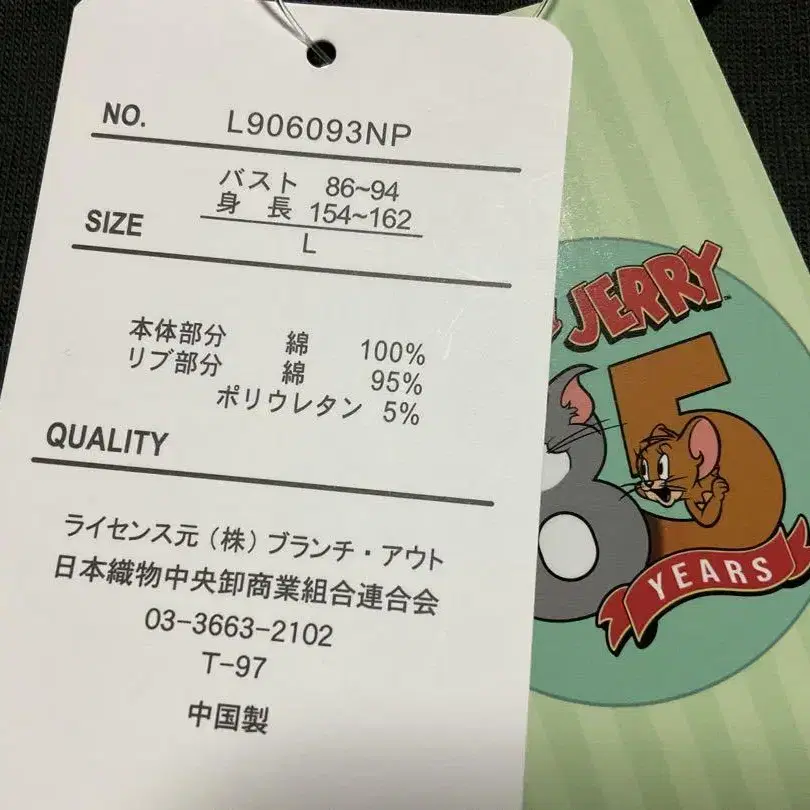 NO. L906093NP
バスト 86~94
身 長 154~162
SIZE
L
本体部分 綿 100%
リブ部分 綿 95%
ポリウレタン 5%
QUALITY
ライセンス元(株)ブランチ・アウト
日本織物中央卸商業組合連合会
03-3663-2102
T-97
中国製
JERRY
85
YEARS